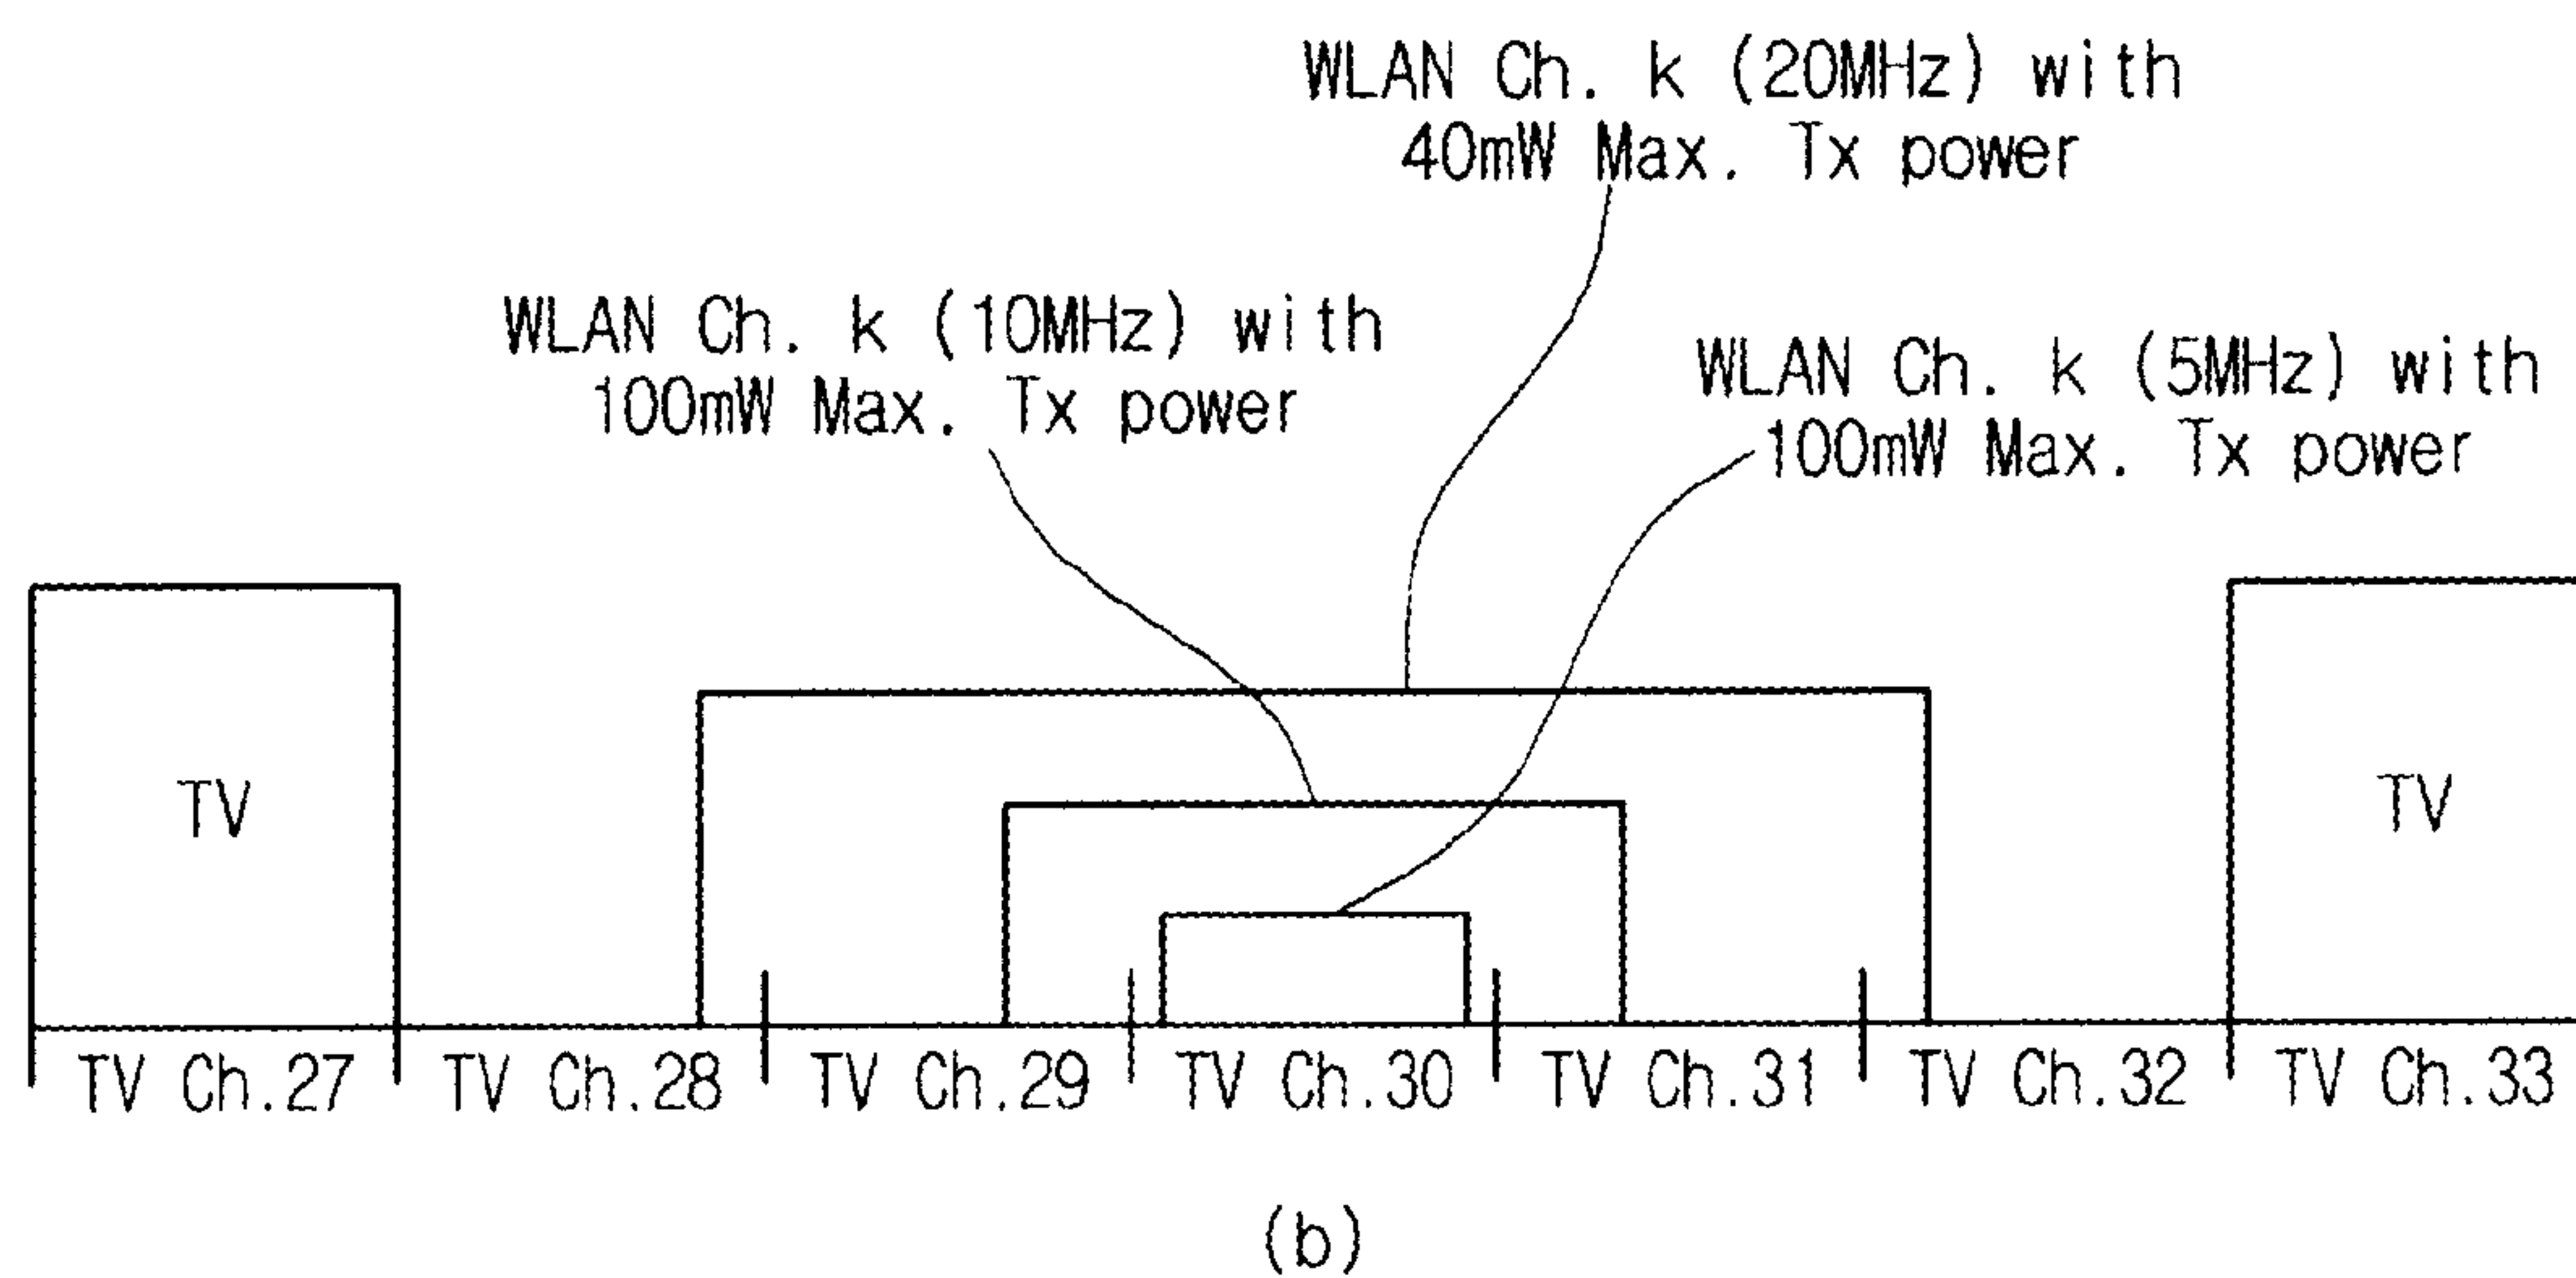 WLAN Ch. k (20MHz) with
40mW Max. Tx power
WLAN Ch. k (10MHz) with
100mW Max. Tx power
WLAN Ch. k (5MHz) with
100mW Max. Tx power
TV
TV
TV Ch.27
TV Ch.28
TV Ch.29
TV Ch.30
TV Ch.31
TV Ch.32
TV Ch.33
(b)